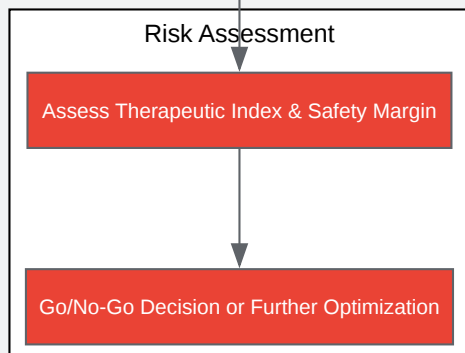 Risk Assessment
Assess Therapeutic Index & Safety Margin
Go/No-Go Decision or Further Optimization